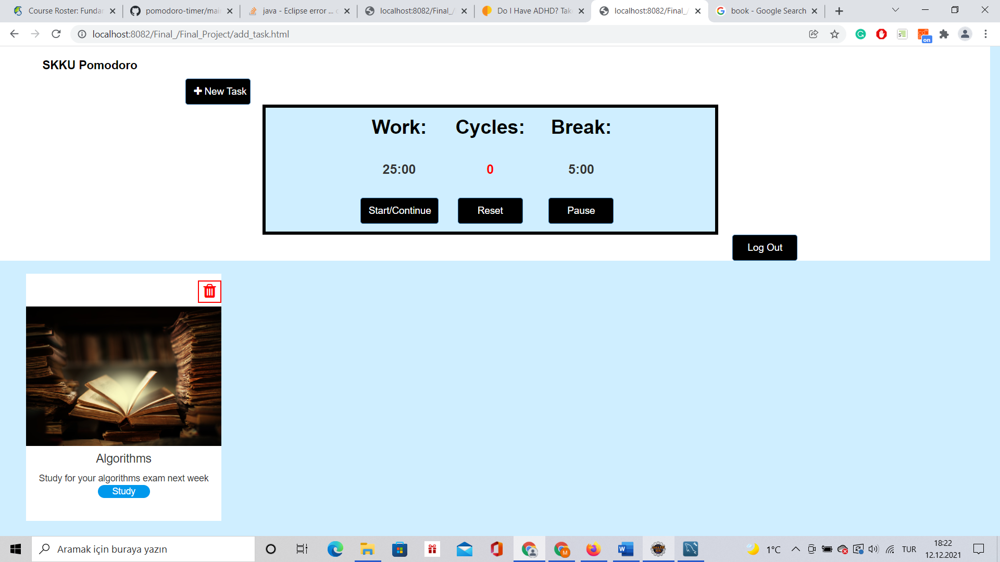 Course Roster: Fundar
pomodoro-timer/mai
java - Eclipse error ...
localhost:8082/Final_/
Do I Have ADHD? Tak
localhost:8082/Final_/
book - Google Search
localhost:8082/Final_/Final_Project/add_task.html
on
SKKU Pomodoro
New Task
Work: Cycles: Break:
25:00 0 5:00
Start/Continue Reset Pause
Log Out
Algorithms
Study for your algorithms exam next week
Study
Aramak için buraya yazın
1°C
TUR
18:22
12.12.2021